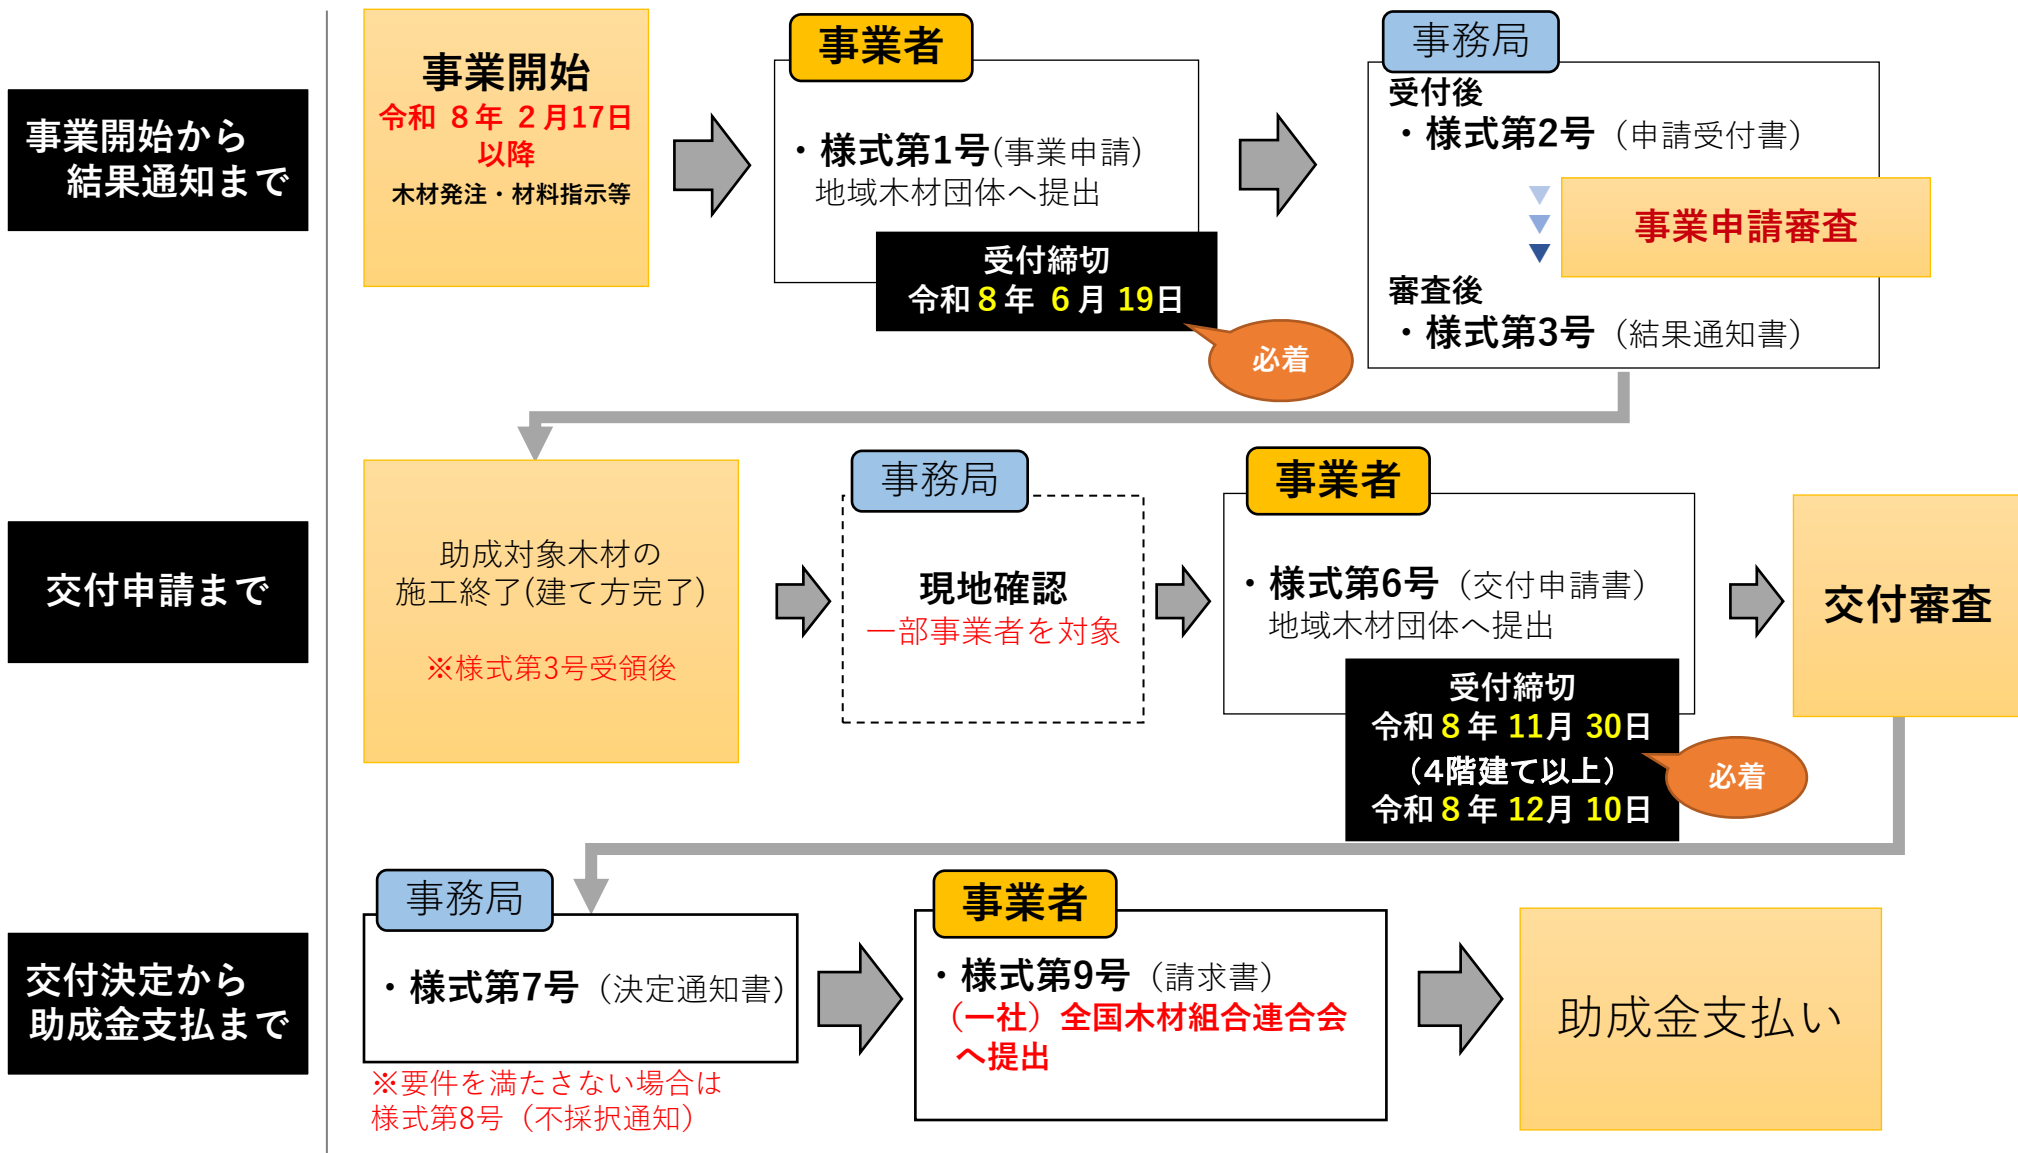 事業開始から
結果通知まで
事業開始
令和 8年 2月17日
以降
木材発注・材料指示等
事業者
・様式第1号(事業申請)
地域木材団体へ提出
受付締切
令和8年 6月 19日
必着
事務局
受付後
・様式第2号（申請受付書）
事業申請審査
審査後
・様式第3号（結果通知書）
交付申請まで
助成対象木材の
施工終了(建て方完了)
※様式第3号受領後
事務局
現地確認
一部事業者を対象
事業者
・様式第6号（交付申請書）
地域木材団体へ提出
受付締切
令和8年 11月 30日
（4階建て以上）
令和8年 12月 10日
必着
交付審査
交付決定から
助成金支払まで
事務局
・様式第7号（決定通知書）
※要件を満たさない場合は
様式第8号（不採択通知）
事業者
・様式第9号（請求書）
（一社）全国木材組合連合会
へ提出
助成金支払い